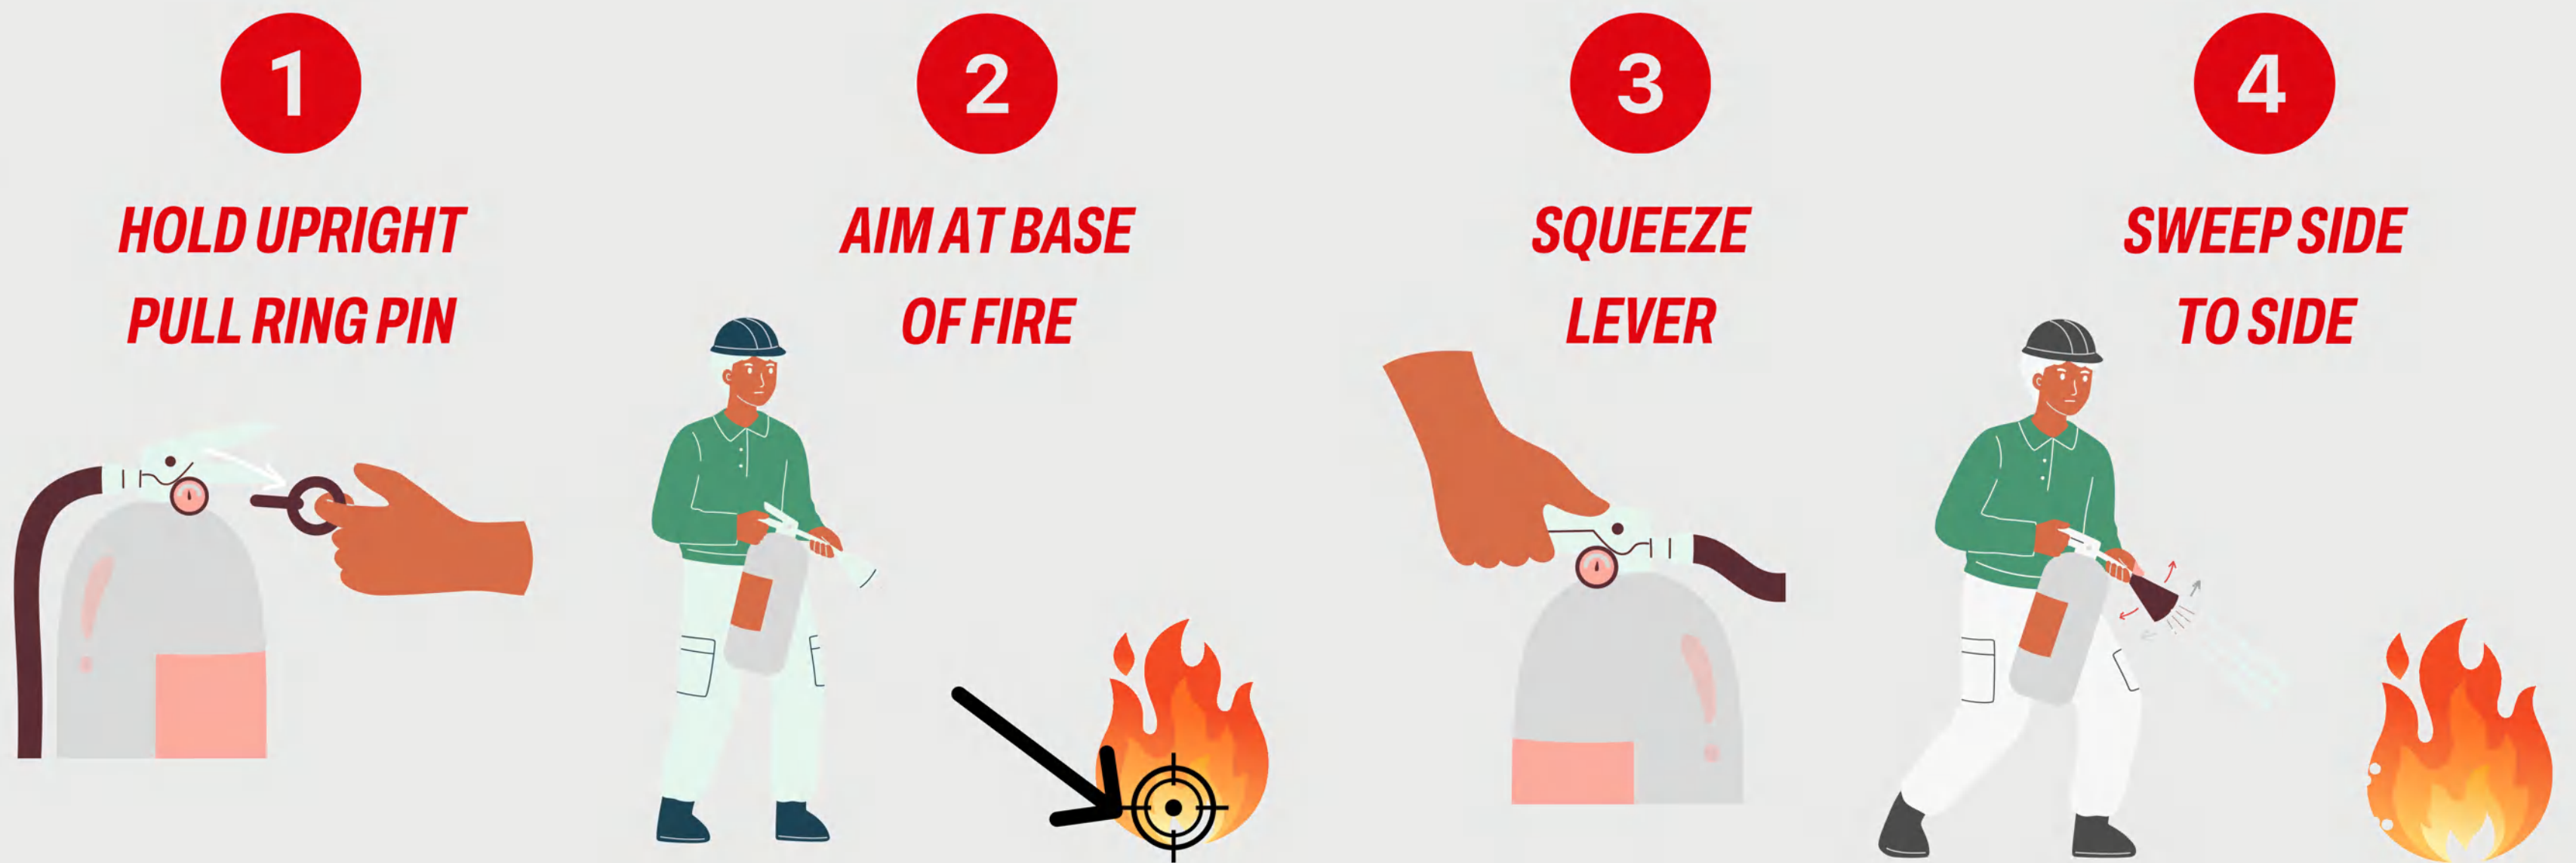 1
HOLD UPRIGHT
PULL RING PIN
2
AIM AT BASE
OF FIRE
3
SQUEEZE
LEVER
4
SWEEP SIDE
TO SIDE